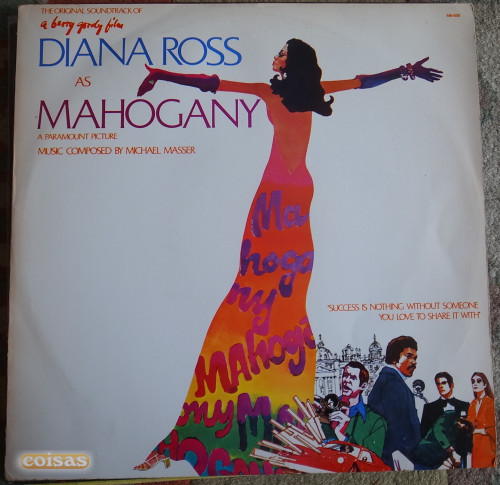 THE ORIGINAL SOUNDTRACK OF
a berry gordy film
DIANA ROSS
AS
MAHOGANY
A PARAMOUNT PICTURE
MUSIC COMPOSED BY MICHAEL MASSER
Ma
hoga
ny
Mahoga
"SUCCESS IS NOTHING WITHOUT SOMEONE
YOU LOVE TO SHARE IT WITH"
coisas